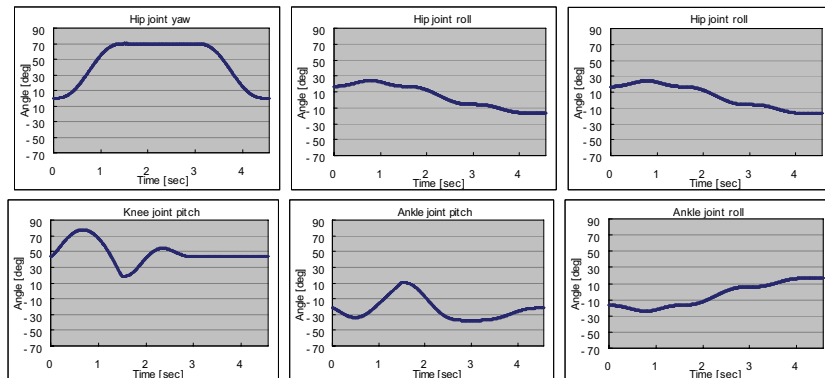 Hip joint yaw
90
70
50
30
10
- 10
- 30
- 50
- 70
Angle [deg]
0 1 2 3 4
Time [sec]
Hip joint roll
90
70
50
30
10
- 10
- 30
- 50
- 70
Angle [deg]
0 1 2 3 4
Time [sec]
Hip joint roll
90
70
50
30
10
- 10
- 30
- 50
- 70
Angle [deg]
0 1 2 3 4
Time [sec]
Knee joint pitch
90
70
50
30
10
- 10
- 30
- 50
- 70
Angle [deg]
0 1 2 3 4
Time [sec]
Ankle joint pitch
90
70
50
30
10
- 10
- 30
- 50
- 70
Angle [deg]
0 1 2 3 4
Time [sec]
Ankle joint roll
90
70
50
30
10
- 10
- 30
- 50
- 70
Angle [deg]
0 1 2 3 4
Time [sec]